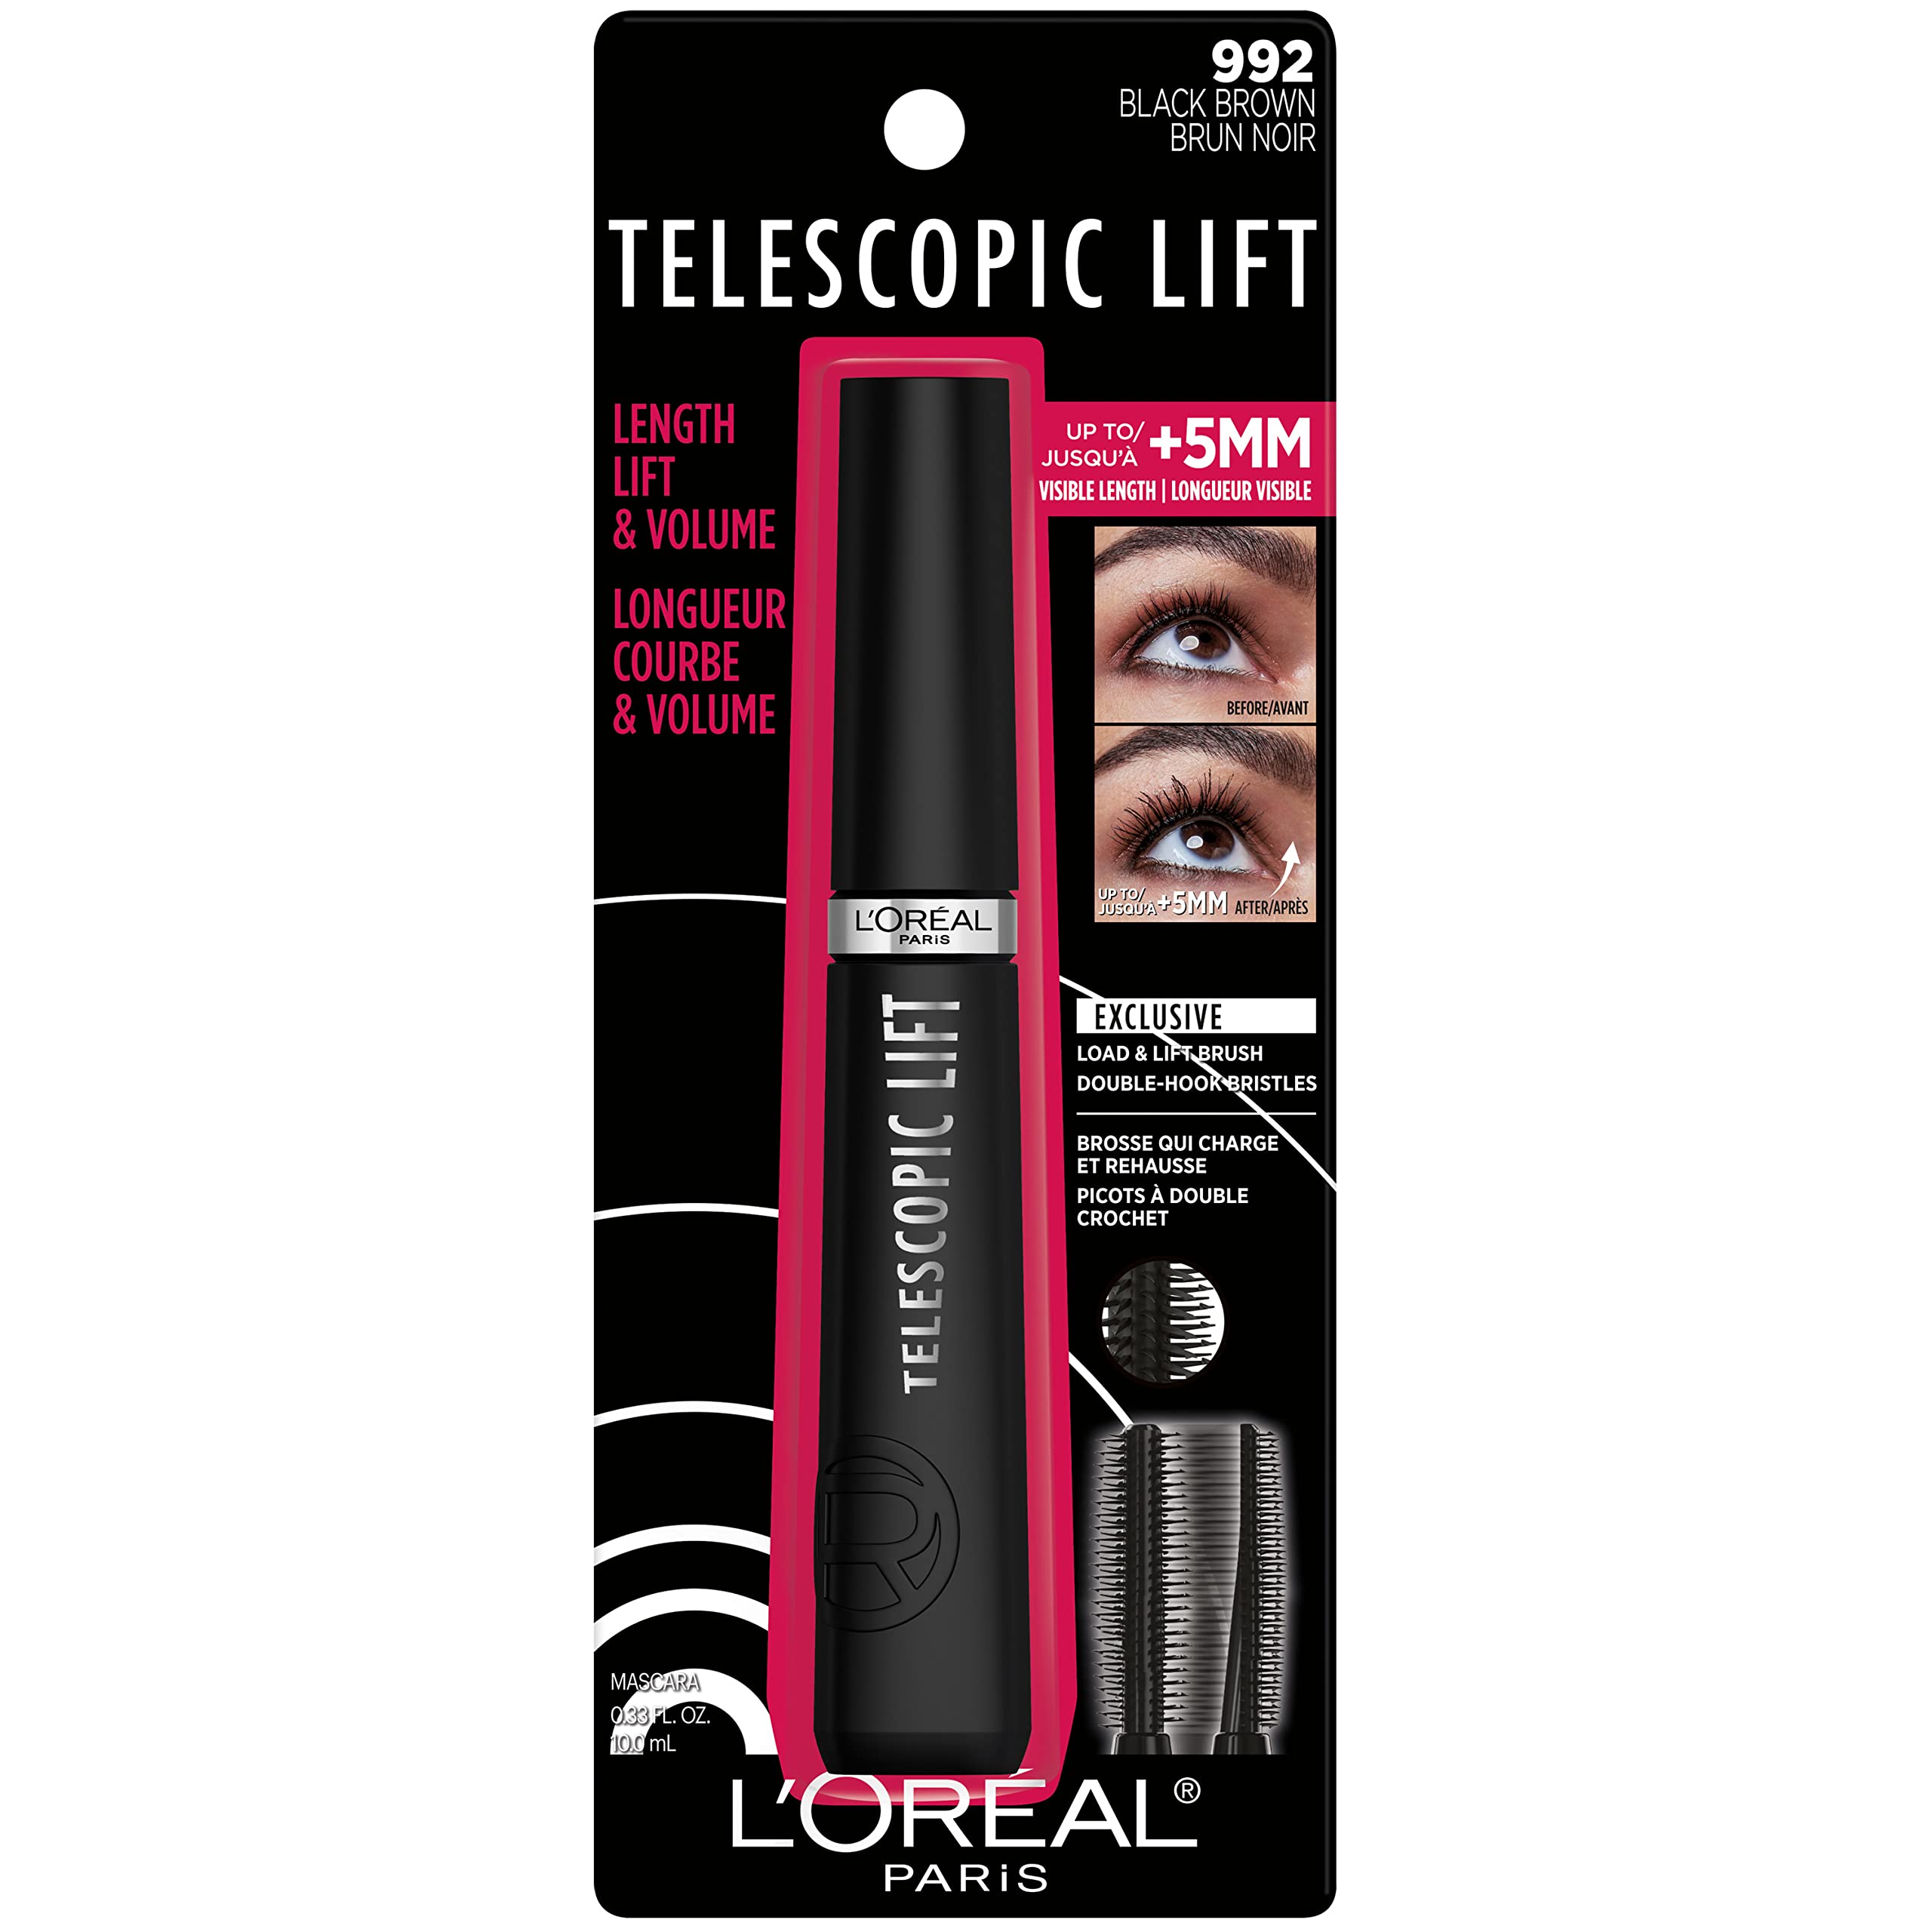 992
BLACK BROWN
BRUN NOIR
TELESCOPIC LIFT
LENGTH
LIFT
& VOLUME
LONGUEUR
COURBE
& VOLUME
UP TO/
JUSQU'À
+5MM
VISIBLE LENGTH | LONGUEUR VISIBLE
BEFORE/AVANT
UP TO/
JUSQU'À
+5MM
AFTER/APRÈS
L'ORÉAL
PARiS
TELESCOPIC LIFT
EXCLUSIVE
LOAD & LIFT BRUSH
DOUBLE-HOOK BRISTLES
BROSSE QUI CHARGE
ET REHAUSSE
PICOTS À DOUBLE
CROCHET
R
MASCARA
0.33 FL. OZ.
10.0 mL
L'ORÉAL®
PARiS